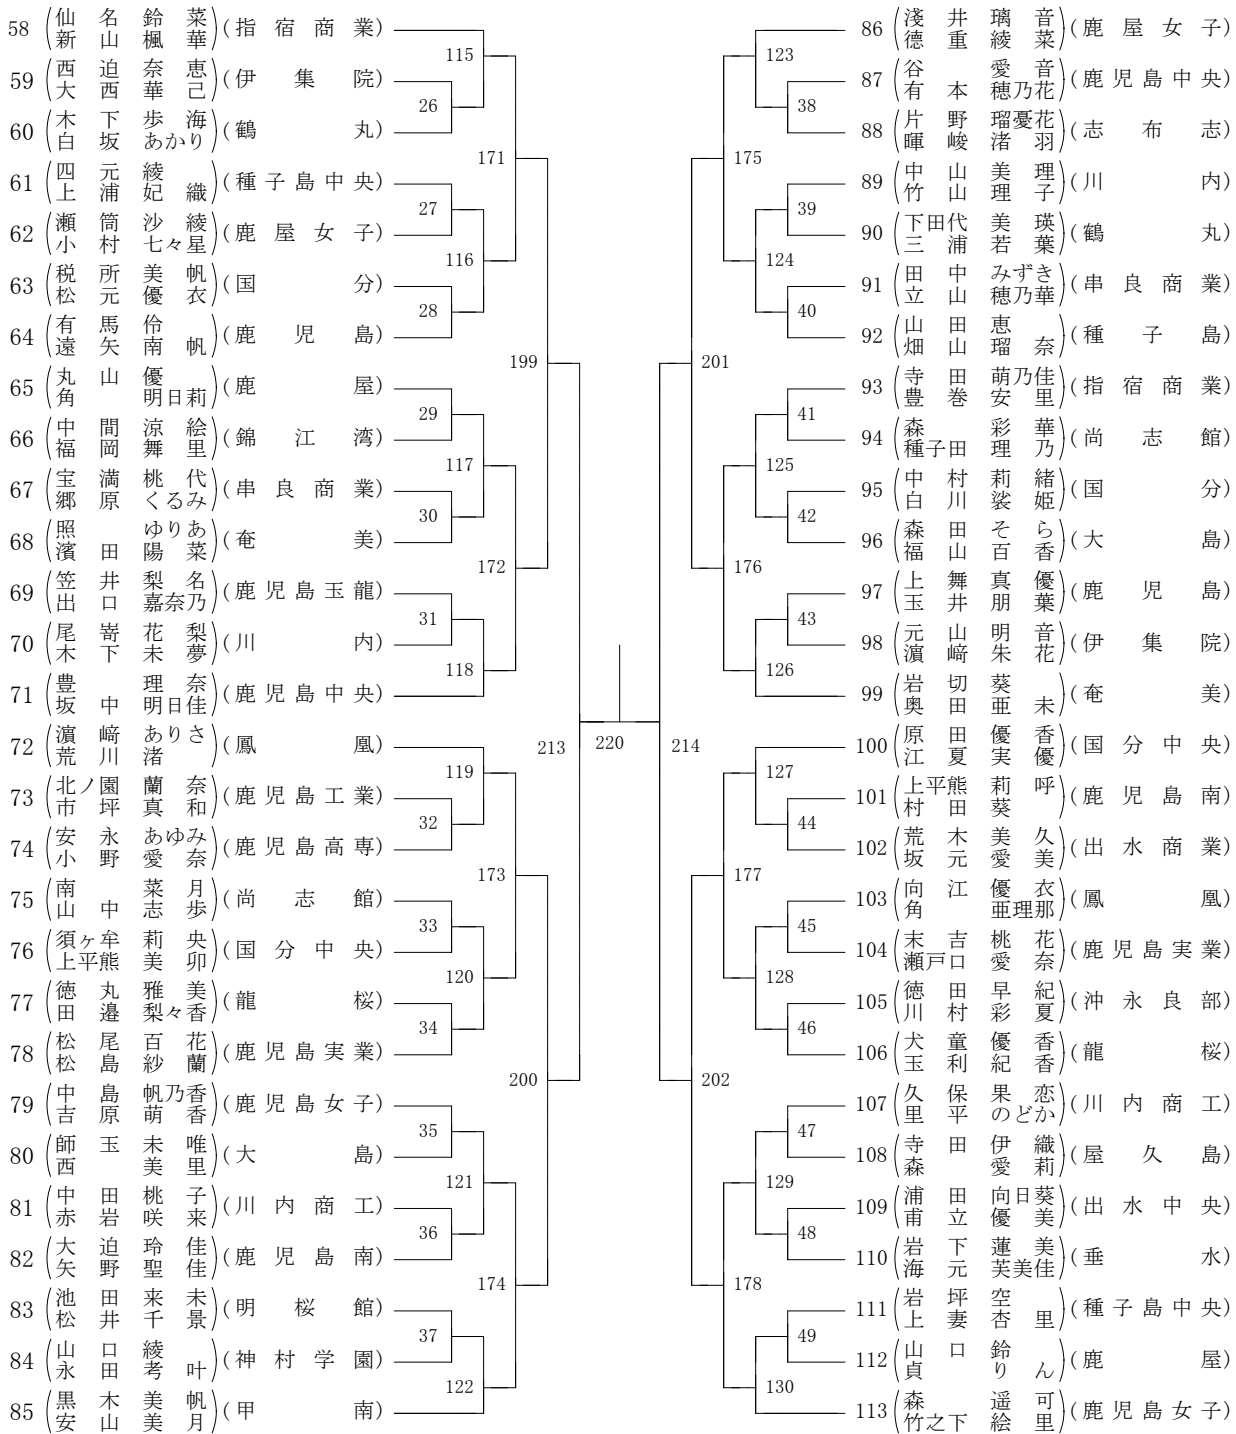 58 (仙名鈴菜 新山楓華) (指宿商業)
59 (西迫奈恵 大西華己) (伊集院)
60 (木下歩海 白坂あかり) (鶴丸)
61 (四元綾 上浦妃織) (種子島中央)
62 (瀬筒沙綾 小村七々星) (鹿屋女子)
63 (税所美帆 松元優衣) (国分)
64 (有馬伶 遠矢南帆) (鹿児島)
65 (丸山優 角明日莉) (鹿屋)
66 (中間涼絵 福岡舞里) (錦江湾)
67 (宝満桃代 郷原くるみ) (串良商業)
68 (照ゆりあ 濱田陽菜) (奄美)
69 (笠井梨名 出口嘉奈乃) (鹿児島玉龍)
70 (尾嵜花梨 木下未夢) (川内)
71 (豊理奈 坂中明日佳) (鹿児島中央)
72 (濵﨑ありさ 荒川渚) (鳳凰)
73 (北ノ園蘭奈 市坪真和) (鹿児島工業)
74 (安永あゆみ 小野愛奈) (鹿児島高専)
75 (南菜月 山中志歩) (尚志館)
76 (須ヶ牟莉央 上平熊美卯) (国分中央)
77 (徳丸雅美 田邉梨々香) (龍桜)
78 (松尾百花 松島紗蘭) (鹿児島実業)
79 (中島帆乃香 吉原萌香) (鹿児島女子)
80 (師玉未唯 西美里) (大島)
81 (中田桃子 赤岩咲来) (川内商工)
82 (大迫玲佳 矢野聖佳) (鹿児島南)
83 (池田来未 松井千景) (明桜館)
84 (山口綾 永田考叶) (神村学園)
85 (黒木美帆 安山美月) (甲南)
115
26
27
116
28
29
117
30
31
118
119
32
33
120
34
35
121
36
37
122
171
172
173
174
199
200
213
220
214
201
202
175
176
177
178
123
38
39
124
40
41
125
42
43
126
127
44
45
128
46
47
129
48
49
130
86 (淺井璃音 德重綾菜) (鹿屋女子)
87 (谷愛音 有本穂乃花) (鹿児島中央)
88 (片野瑠憂花 暉峻渚羽) (志布志)
89 (中山美理 竹山理子) (川内)
90 (下田代美瑛 三浦若葉) (鶴丸)
91 (田中みずき 立山穂乃華) (串良商業)
92 (山田恵 畑山瑠奈) (種子島)
93 (寺田萌乃佳 豊巻安里) (指宿商業)
94 (森彩華 種子田理乃) (尚志館)
95 (中村莉緒 白川裟姫) (国分)
96 (森田そら 福山百香) (大島)
97 (上舞真優 玉井朋葉) (鹿児島)
98 (元山明音 濵﨑朱花) (伊集院)
99 (岩切葵 奥田亜未) (奄美)
100 (原田優香 江夏実優) (国分中央)
101 (上平熊莉呼 村田葵) (鹿児島南)
102 (荒木美久 坂元愛美) (出水商業)
103 (向江優衣 角亜理那) (鳳凰)
104 (末吉桃花 瀬戸口愛奈) (鹿児島実業)
105 (徳田早紀 川村彩夏) (沖永良部)
106 (犬童優香 玉利紀香) (龍桜)
107 (久保果恋 里平のどか) (川内商工)
108 (寺田伊織 森愛莉) (屋久島)
109 (浦田向日葵 甫立優美) (出水中央)
110 (岩下蓮美 海元芙美佳) (垂水)
111 (岩坪空 上妻杏里) (種子島中央)
112 (山口鈴 貞りん) (鹿屋)
113 (森遥可 竹之下絵里) (鹿児島女子)